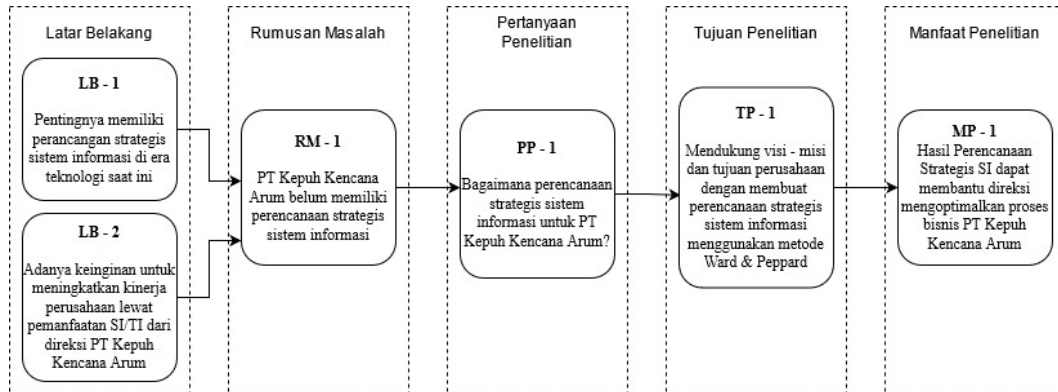 Latar Belakang
LB - 1
Pentingnya memiliki
perancangan strategis
sistem informasi di era
teknologi saat ini
LB - 2
Adanya keinginan untuk
meningkatkan kinerja
perusahaan lewat
pemanfaatan SI/TI dari
direksi PT Kepuh
Kencana Arum
Rumusan Masalah
RM - 1
PT Kepuh Kencana
Arum belum memiliki
perencanaan strategis
sistem informasi
Pertanyaan
Penelitian
PP - 1
Bagaimana perencanaan
strategis sistem
informasi untuk PT
Kepuh Kencana Arum?
Tujuan Penelitian
TP - 1
Mendukung visi - misi
dan tujuan perusahaan
dengan membuat
perencanaan strategis
sistem informasi
menggunakan metode
Ward & Peppard
Manfaat Penelitian
MP - 1
Hasil Perencanaan
Strategis SI dapat
membantu direksi
mengoptimalkan proses
bisnis PT Kepuh
Kencana Arum